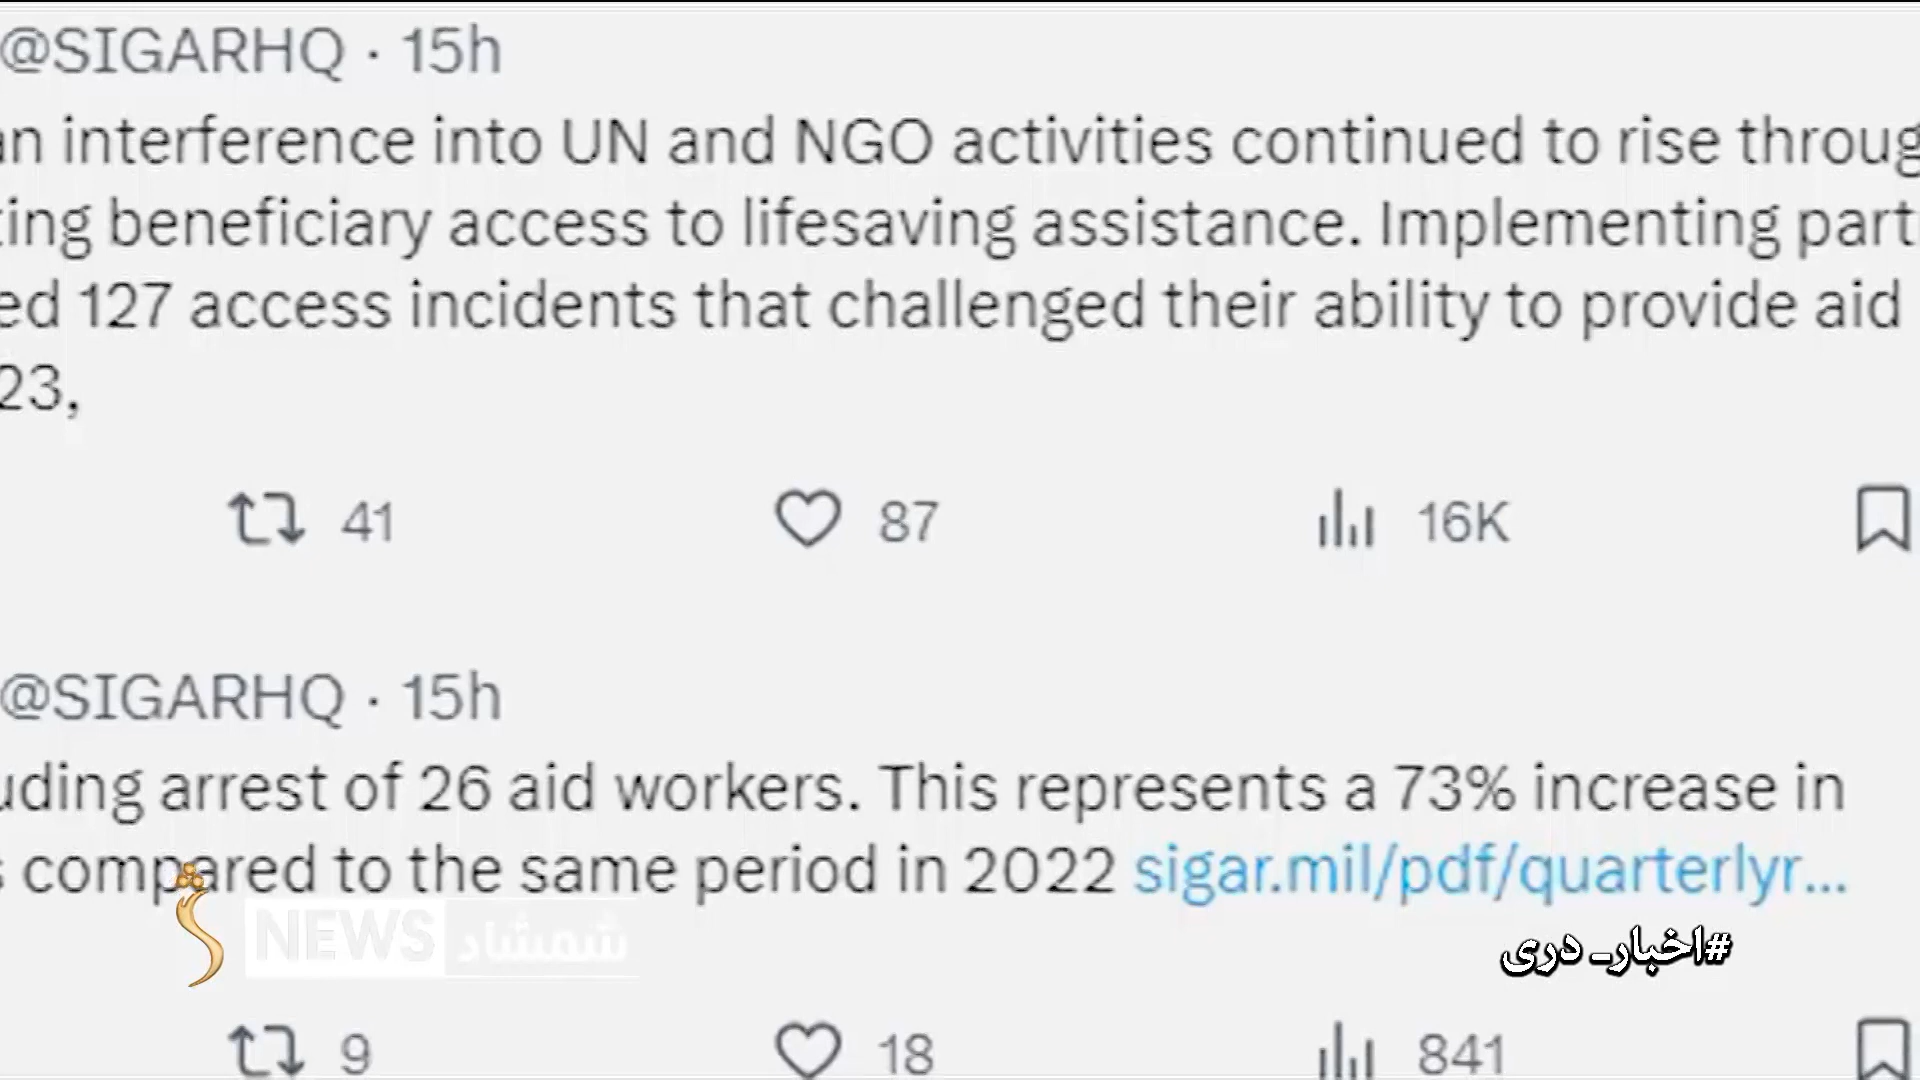 @SIGARHQ · 15h
an interference into UN and NGO activities continued to rise throug
ting beneficiary access to lifesaving assistance. Implementing part
ed 127 access incidents that challenged their ability to provide aid
23,
41 87 16K
@SIGARHQ · 15h
uding arrest of 26 aid workers. This represents a 73% increase in
s compared to the same period in 2022 sigar.mil/pdf/quarterlyr...
NEWS شمشاد
#اخبار_دری
9 18 841